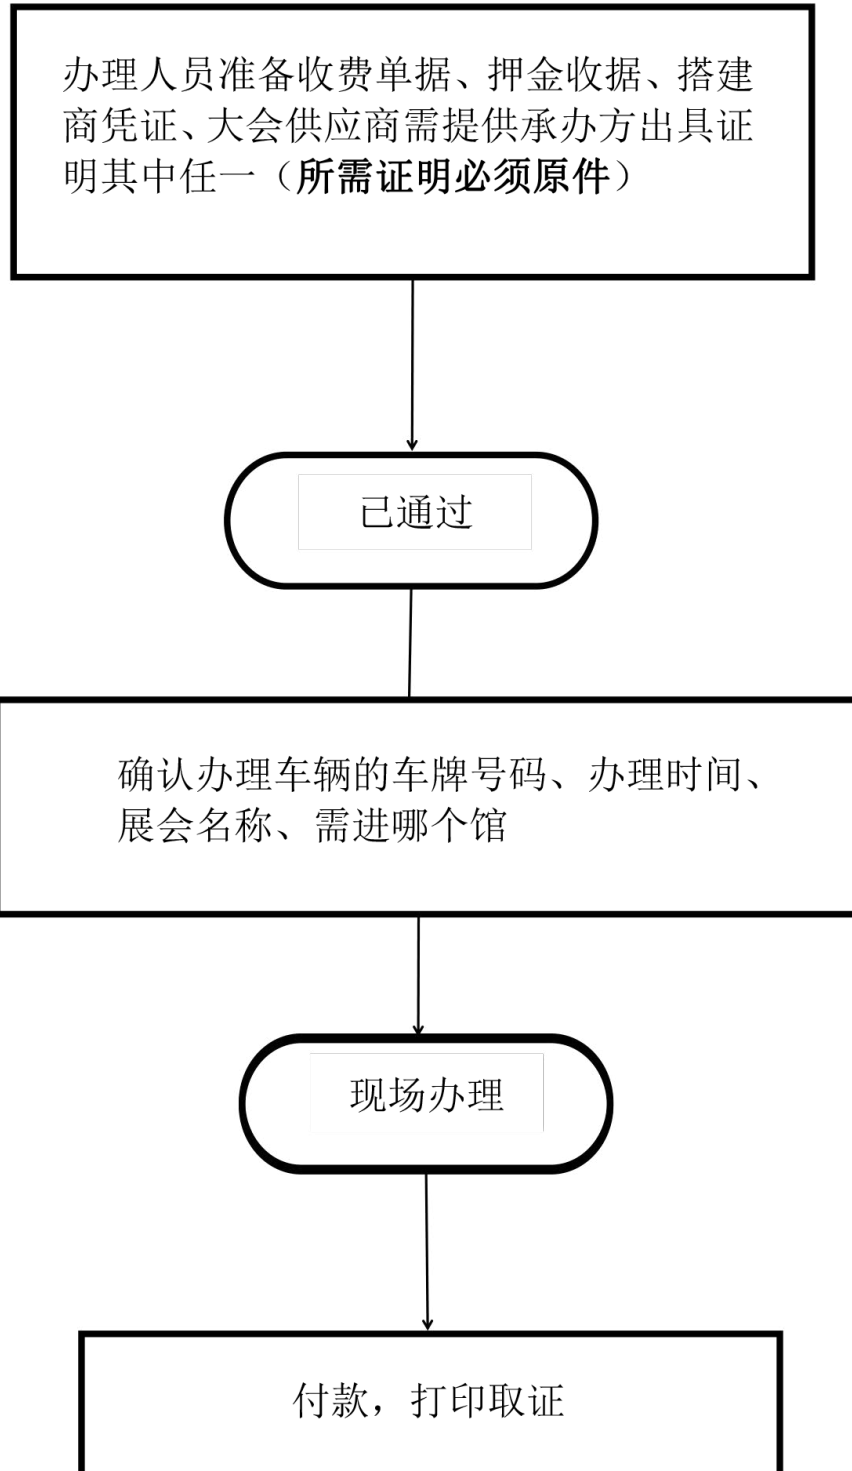 办理人员准备收费单据、押金收据、搭建
商凭证、大会供应商需提供承办方出具证
明其中任一（所需证明必须原件）
已通过
确认办理车辆的车牌号码、办理时间、
展会名称、需进哪个馆
现场办理
付款，打印取证